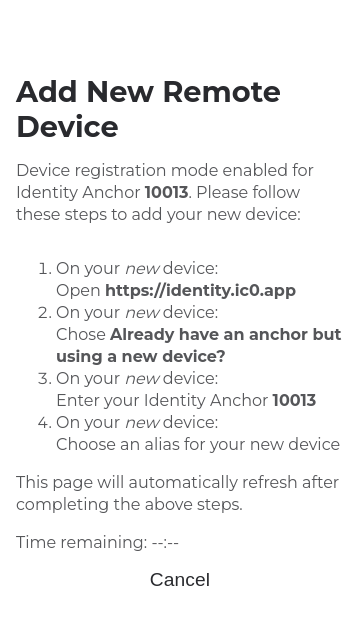 Add New Remote
Device
Device registration mode enabled for
Identity Anchor 10013. Please follow
these steps to add your new device:
1. On your new device:
Open https://identity.ic0.app
2. On your new device:
Chose Already have an anchor but
using a new device?
3. On your new device:
Enter your Identity Anchor 10013
4. On your new device:
Choose an alias for your new device
This page will automatically refresh after
completing the above steps.
Time remaining: --:--
Cancel